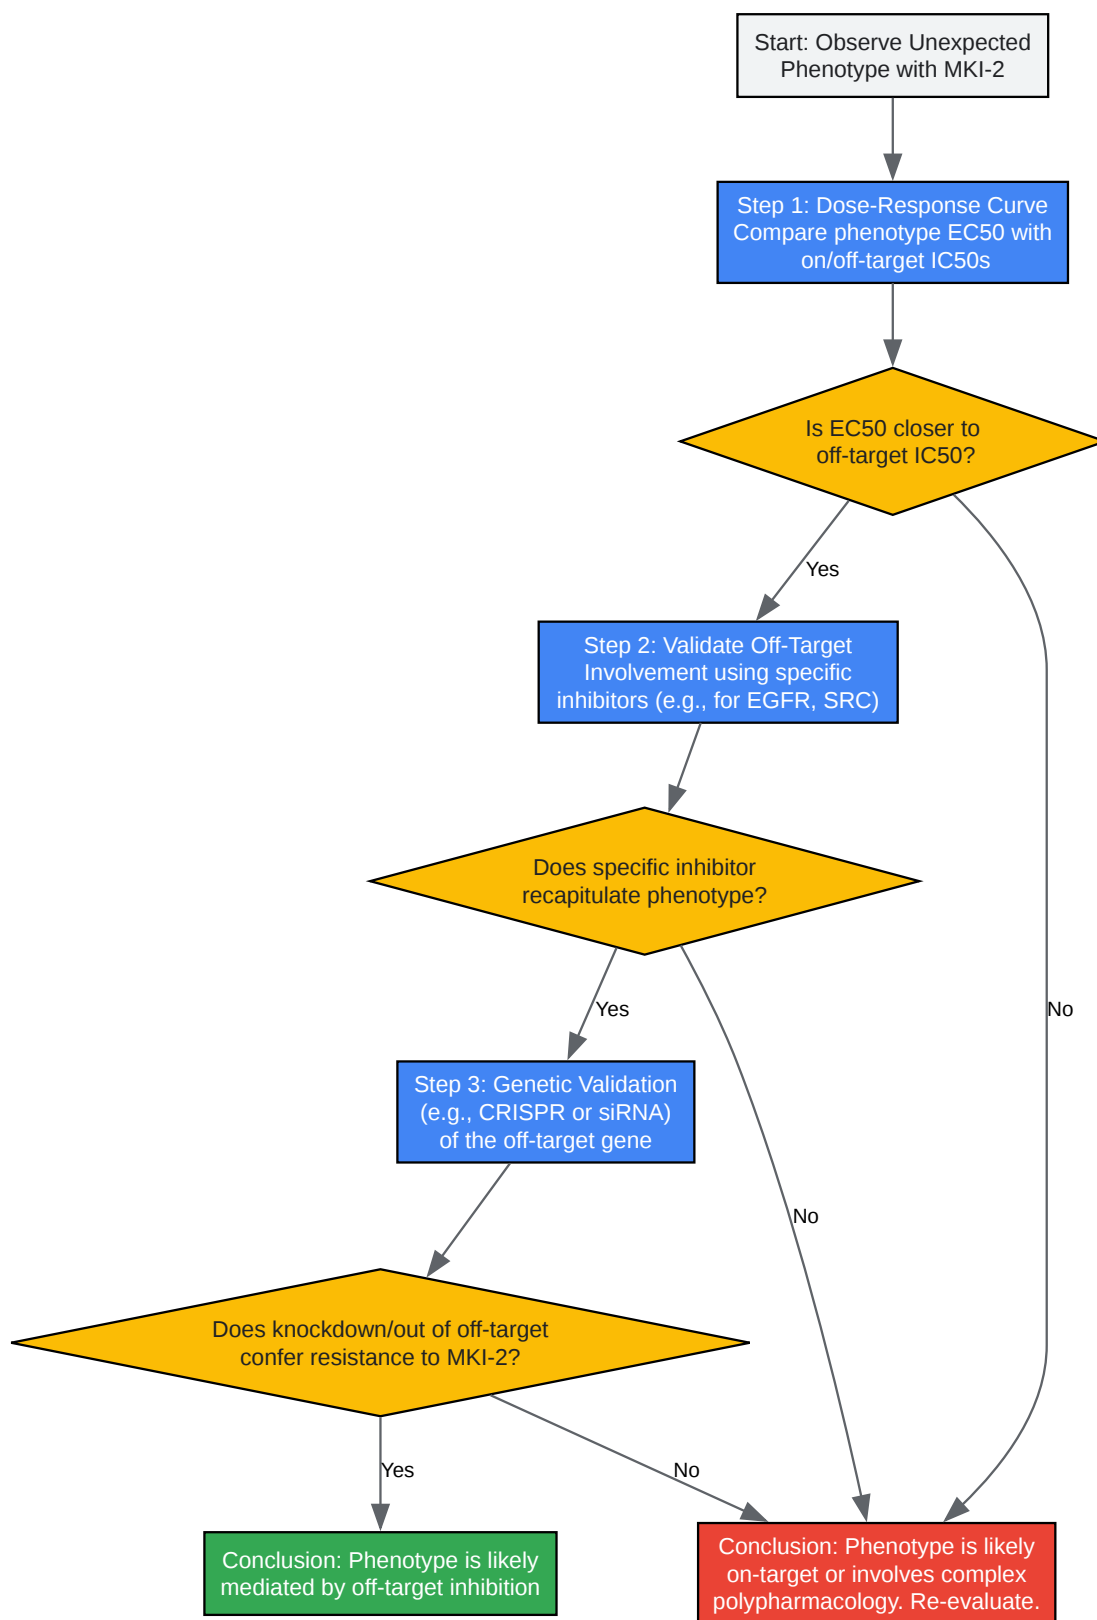 Start: Observe Unexpected
Phenotype with MKI-2
Step 1: Dose-Response Curve
Compare phenotype EC50 with
on/off-target IC50s
Is EC50 closer to
off-target IC50?
Yes
Step 2: Validate Off-Target
Involvement using specific
inhibitors (e.g., for EGFR, SRC)
Does specific inhibitor
recapitulate phenotype?
Yes
No
Step 3: Genetic Validation
(e.g., CRISPR or siRNA)
of the off-target gene
No
Does knockdown/out of off-target
confer resistance to MKI-2?
Yes
No
Conclusion: Phenotype is likely
mediated by off-target inhibition
Conclusion: Phenotype is likely
on-target or involves complex
polypharmacology. Re-evaluate.